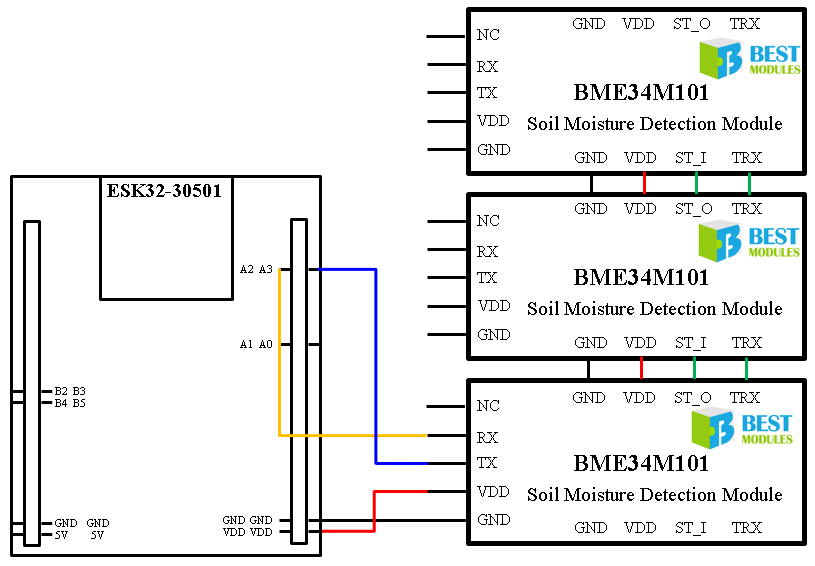 GND VDD ST_O TRX
NC
BEST
MODULES
RX
TX
BME34M101
VDD
Soil Moisture Detection Module
GND
GND VDD ST_I TRX
ESK32-30501
GND VDD ST_O TRX
NC
BEST
MODULES
RX
A2 A3
TX
BME34M101
VDD
Soil Moisture Detection Module
GND
A1 A0
GND VDD ST_I TRX
B2 B3
B4 B5
GND VDD ST_O TRX
NC
BEST
MODULES
RX
TX
BME34M101
VDD
Soil Moisture Detection Module
GND
GND VDD ST_I TRX
GND GND
5V 5V
GND GND
VDD VDD